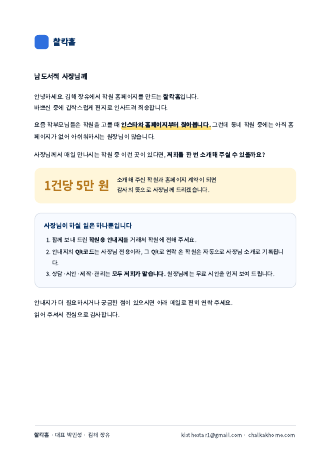 찰칵홈
남도서적 사장님께
안녕하세요. 김해 장유에서 학원 홈페이지를 만드는 찰칵홈입니다.
바쁘신 중에 갑작스럽게 편지로 인사드려 죄송합니다.
요즘 학부모님들은 학원을 고를 때 인스타와 홈페이지부터 찾아봅니다. 그런데 동네 학원 중에는 아직 홈
페이지가 없어 아쉬워하시는 원장님이 많습니다.
사장님께서 매일 만나시는 학원 중 이런 곳이 있다면, 저희를 한 번 소개해 주실 수 있을까요?
1건당 5만 원
소개해 주신 학원과 홈페이지 계약이 되면
감사의 뜻으로 사장님께 드리겠습니다.
사장님이 하실 일은 하나뿐입니다
1. 함께 보내 드린 학원용 안내지를 거래처 학원에 전해 주세요.
2. 안내지의 QR코드는 사장님 전용이라, 그 QR로 연락 온 학원은 자동으로 사장님 소개로 기록됩니
다.
3. 상담·시안·제작·관리는 모두 저희가 맡습니다. 원장님께는 무료 시안을 먼저 보여 드립니다.
안내지가 더 필요하시거나 궁금한 점이 있으시면 아래 메일로 편히 연락 주세요.
읽어 주셔서 진심으로 감사합니다.
찰칵홈 · 대표 박민성 · 김해 장유
chalkakhome.com